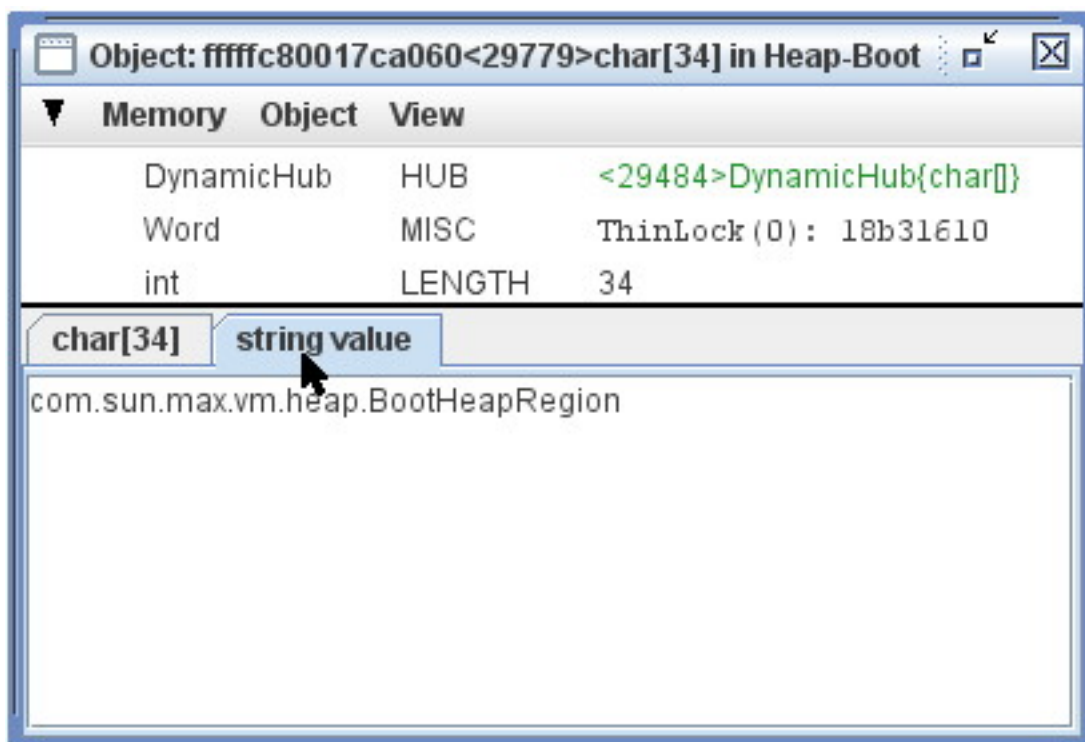 Object: fffffc80017ca060<29779>char[34] in Heap-Boot
Memory Object View
DynamicHub HUB <29484>DynamicHub{char[]}
Word MISC ThinLock(0): 18b31610
int LENGTH 34
char[34] string value
com.sun.max.vm.heap.BootHeapRegion